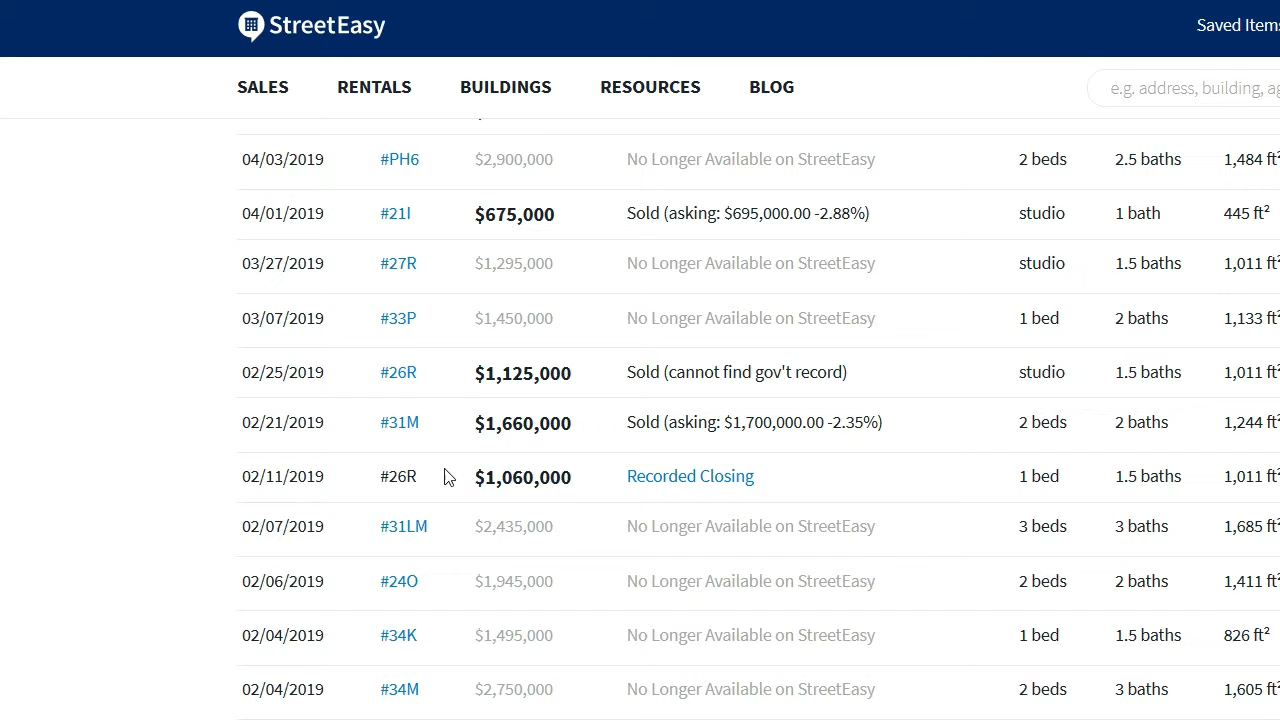 StreetEasy
Saved Items
SALES RENTALS BUILDINGS RESOURCES BLOG
e.g. address, building, ag
04/03/2019 #PH6 $2,900,000 No Longer Available on StreetEasy 2 beds 2.5 baths 1,484 ft²
04/01/2019 #21I $675,000 Sold (asking: $695,000.00 -2.88%) studio 1 bath 445 ft²
03/27/2019 #27R $1,295,000 No Longer Available on StreetEasy studio 1.5 baths 1,011 ft²
03/07/2019 #33P $1,450,000 No Longer Available on StreetEasy 1 bed 2 baths 1,133 ft²
02/25/2019 #26R $1,125,000 Sold (cannot find gov't record) studio 1.5 baths 1,011 ft²
02/21/2019 #31M $1,660,000 Sold (asking: $1,700,000.00 -2.35%) 2 beds 2 baths 1,244 ft²
02/11/2019 #26R $1,060,000 Recorded Closing 1 bed 1.5 baths 1,011 ft²
02/07/2019 #31LM $2,435,000 No Longer Available on StreetEasy 3 beds 3 baths 1,685 ft²
02/06/2019 #24O $1,945,000 No Longer Available on StreetEasy 2 beds 2 baths 1,411 ft²
02/04/2019 #34K $1,495,000 No Longer Available on StreetEasy 1 bed 1.5 baths 826 ft²
02/04/2019 #34M $2,750,000 No Longer Available on StreetEasy 2 beds 3 baths 1,605 ft²